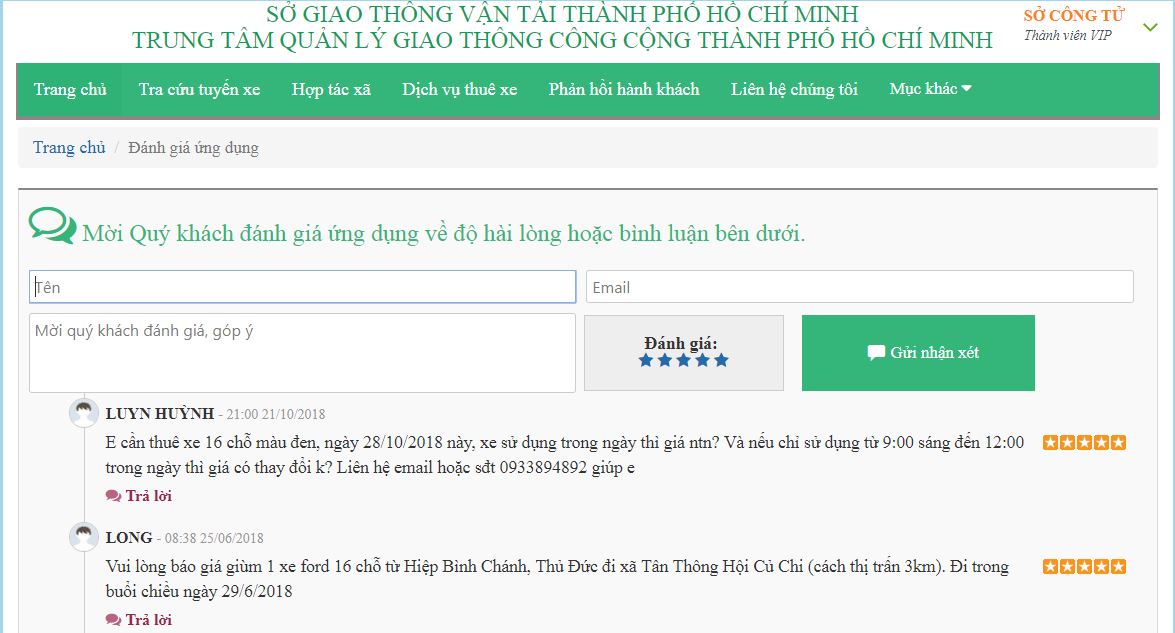 SỞ GIAO THÔNG VẬN TẢI THÀNH PHỐ HỒ CHÍ MINH
TRUNG TÂM QUẢN LÝ GIAO THÔNG CÔNG CỘNG THÀNH PHỐ HỒ CHÍ MINH
SỞ CÔNG TỬ
Thành viên VIP
Trang chủ Tra cứu tuyến xe Hợp tác xã Dịch vụ thuê xe Phản hồi hành khách Liên hệ chúng tôi Mục khác
Trang chủ / Đánh giá ứng dụng
Mời Quý khách đánh giá ứng dụng về độ hài lòng hoặc bình luận bên dưới.
Tên Email
Mời quý khách đánh giá, góp ý
Đánh giá:
Gửi nhận xét
LUYN HUỲNH - 21:00 21/10/2018
E cần thuê xe 16 chỗ màu đen, ngày 28/10/2018 này, xe sử dụng trong ngày thì giá ntn? Và nếu chỉ sử dụng từ 9:00 sáng đến 12:00
trong ngày thì giá có thay đổi k? Liên hệ email hoặc sđt 0933894892 giúp e
Trả lời
LONG - 08:38 25/06/2018
Vui lòng báo giá giùm 1 xe ford 16 chỗ từ Hiệp Bình Chánh, Thủ Đức đi xã Tân Thông Hội Củ Chi (cách thị trấn 3km). Đi trong
buổi chiều ngày 29/6/2018
Trả lời